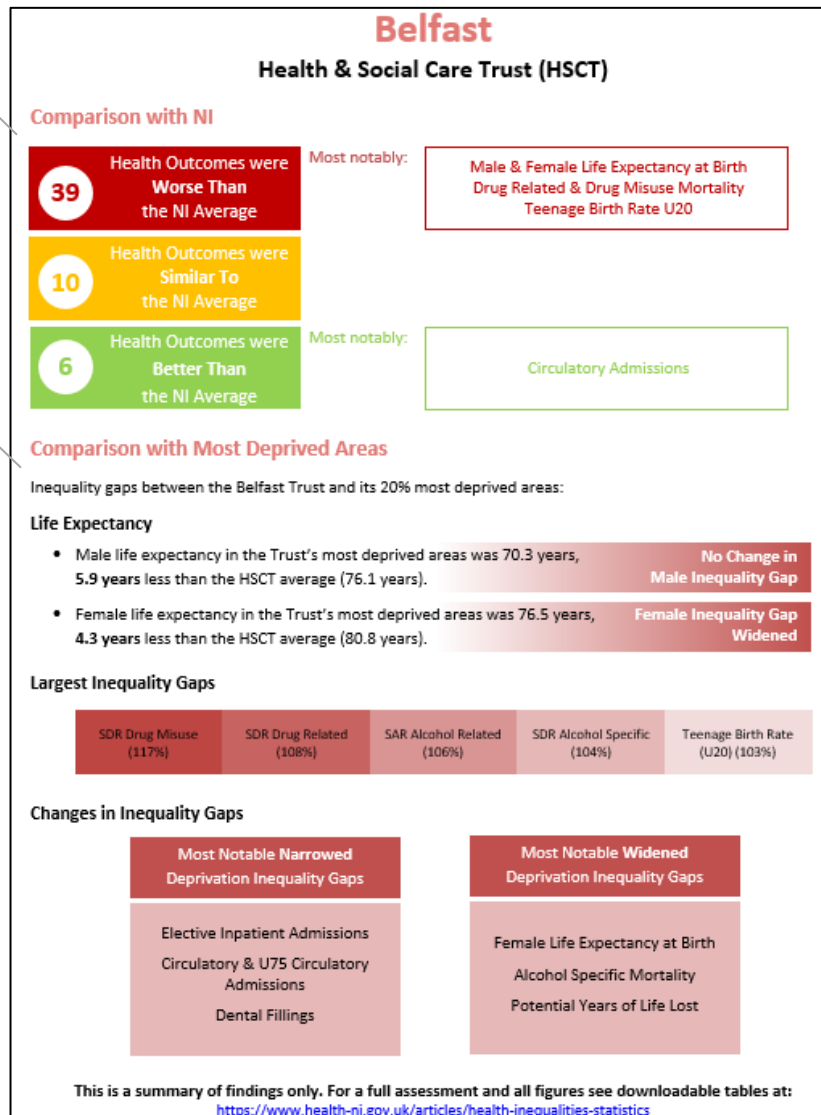 Belfast
Health & Social Care Trust (HSCT)
Comparison with NI
39
Health Outcomes were
Worse Than
the NI Average
Most notably:
Male & Female Life Expectancy at Birth
Drug Related & Drug Misuse Mortality
Teenage Birth Rate U20
10
Health Outcomes were
Similar To
the NI Average
6
Health Outcomes were
Better Than
the NI Average
Most notably:
Circulatory Admissions
Comparison with Most Deprived Areas
Inequality gaps between the Belfast Trust and its 20% most deprived areas:
Life Expectancy
• Male life expectancy in the Trust's most deprived areas was 70.3 years,
5.9 years less than the HSCT average (76.1 years).
No Change in
Male Inequality Gap
• Female life expectancy in the Trust's most deprived areas was 76.5 years,
4.3 years less than the HSCT average (80.8 years).
Female Inequality Gap
Widened
Largest Inequality Gaps
SDR Drug Misuse
(117%)
SDR Drug Related
(108%)
SAR Alcohol Related
(106%)
SDR Alcohol Specific
(104%)
Teenage Birth Rate
(U20) (103%)
Changes in Inequality Gaps
Most Notable Narrowed
Deprivation Inequality Gaps
Elective Inpatient Admissions
Circulatory & U75 Circulatory
Admissions
Dental Fillings
Most Notable Widened
Deprivation Inequality Gaps
Female Life Expectancy at Birth
Alcohol Specific Mortality
Potential Years of Life Lost
This is a summary of findings only. For a full assessment and all figures see downloadable tables at:
https://www.health-ni.gov.uk/articles/health-inequalities-statistics